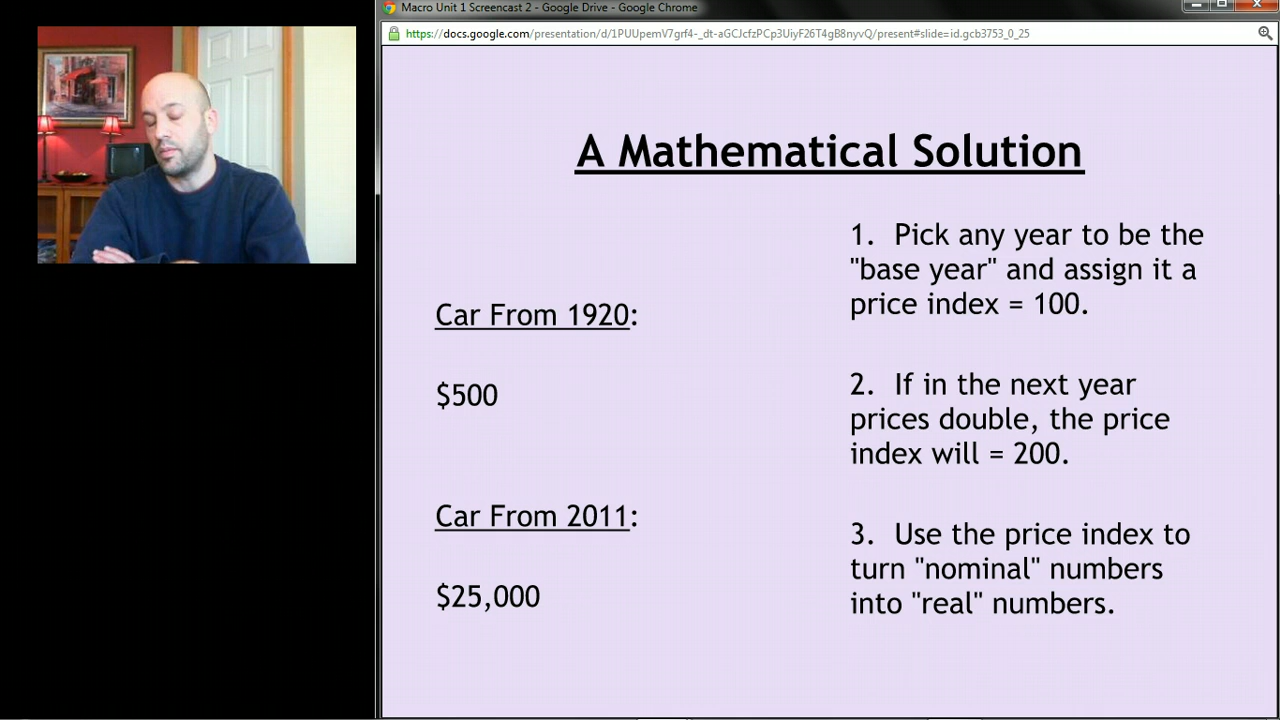 Macro Unit 1 Screencast 2 - Google Drive - Google Chrome
https://docs.google.com/presentation/d/1PUUpemV7grf4-_dt-aGCJcfzPCp3UiyF26T4gB8nyvQ/present#slide=id.gcb3753_0_25
A Mathematical Solution
Car From 1920:
$500
Car From 2011:
$25,000
1. Pick any year to be the
"base year" and assign it a
price index = 100.
2. If in the next year
prices double, the price
index will = 200.
3. Use the price index to
turn "nominal" numbers
into "real" numbers.